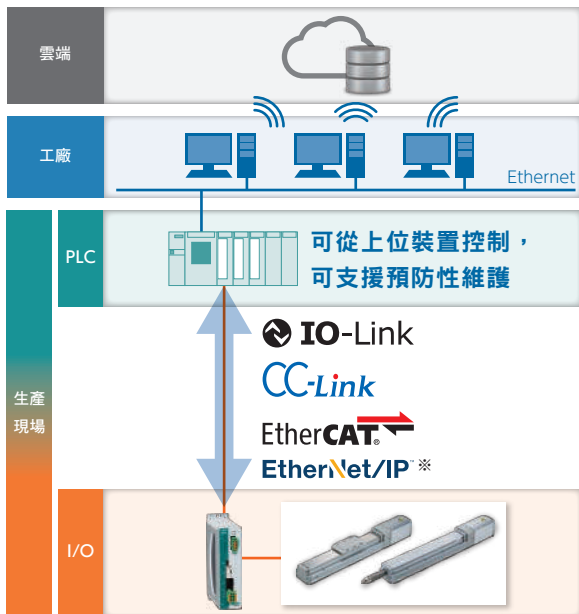 雲端
工廠
Ethernet
PLC
可從上位裝置控制，
可支援預防性維護
IO-Link
CC-Link
EtherCAT®
EtherNet/IP™ ※
生產
現場
I/O